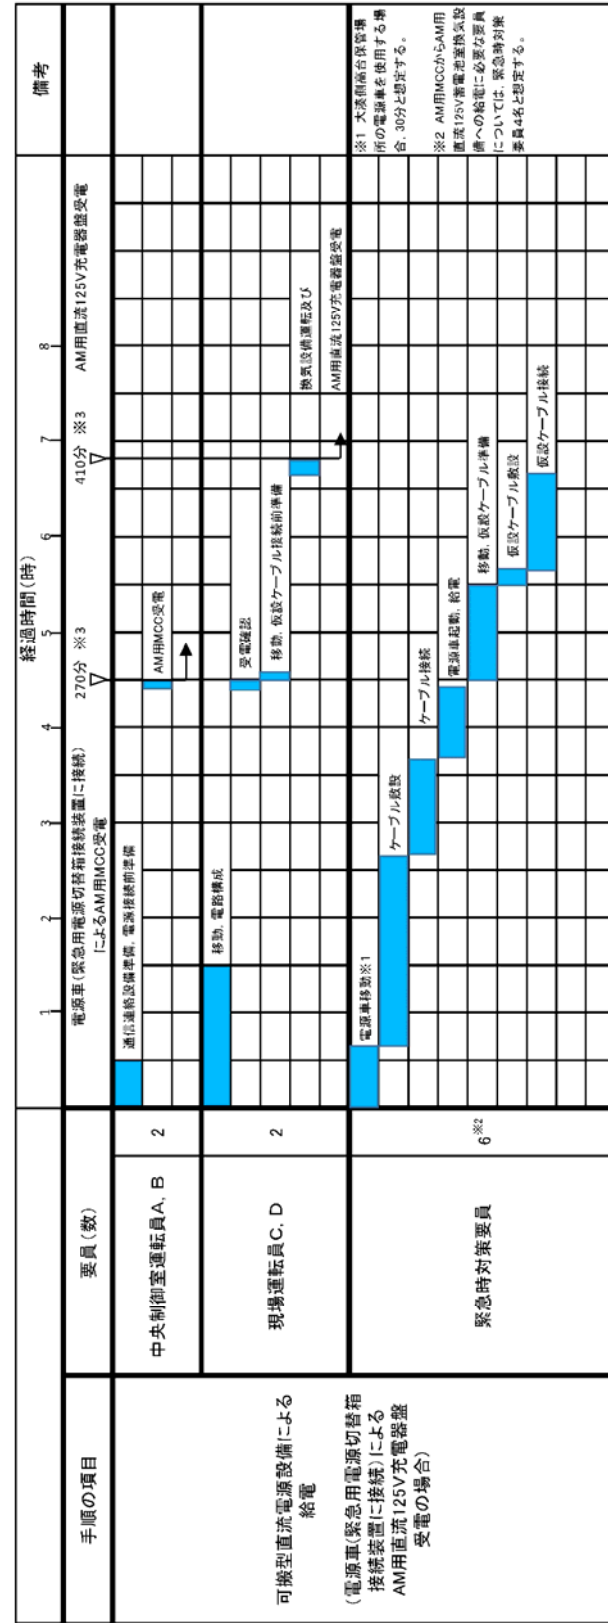 手順の項目
要員(数)
経過時間(時)
備考
1
2
3
4
5
6
7
8
電源車(緊急用電源切替箱接続装置に接続)
によるAM用MCC受電
270分 ※3
410分 ※3
AM用直流125V充電器盤受電
可搬型直流電源設備による
給電
(電源車(緊急用電源切替箱
接続装置に接続)による
AM用直流125V充電器盤
受電の場合)
中央制御室運転員A, B
2
通信連絡設備準備, 電源接続前準備
AM用MCC受電
現場運転員C, D
2
移動, 電路構成
受電確認
移動, 仮設ケーブル接続前準備
換気設備運転及び
AM用直流125V充電器盤受電
緊急時対策要員
6※2
電源車移動※1
ケーブル敷設
ケーブル接続
電源車起動, 給電
移動, 仮設ケーブル準備
仮設ケーブル敷設
仮設ケーブル接続
※1 大湊側高台保管場
所の電源車を使用する場
合, 30分と想定する。
※2 AM用MCCからAM用
直流125V蓄電池室換気設
備への給電に必要な要員
については, 緊急時対策
要員4名と想定する。